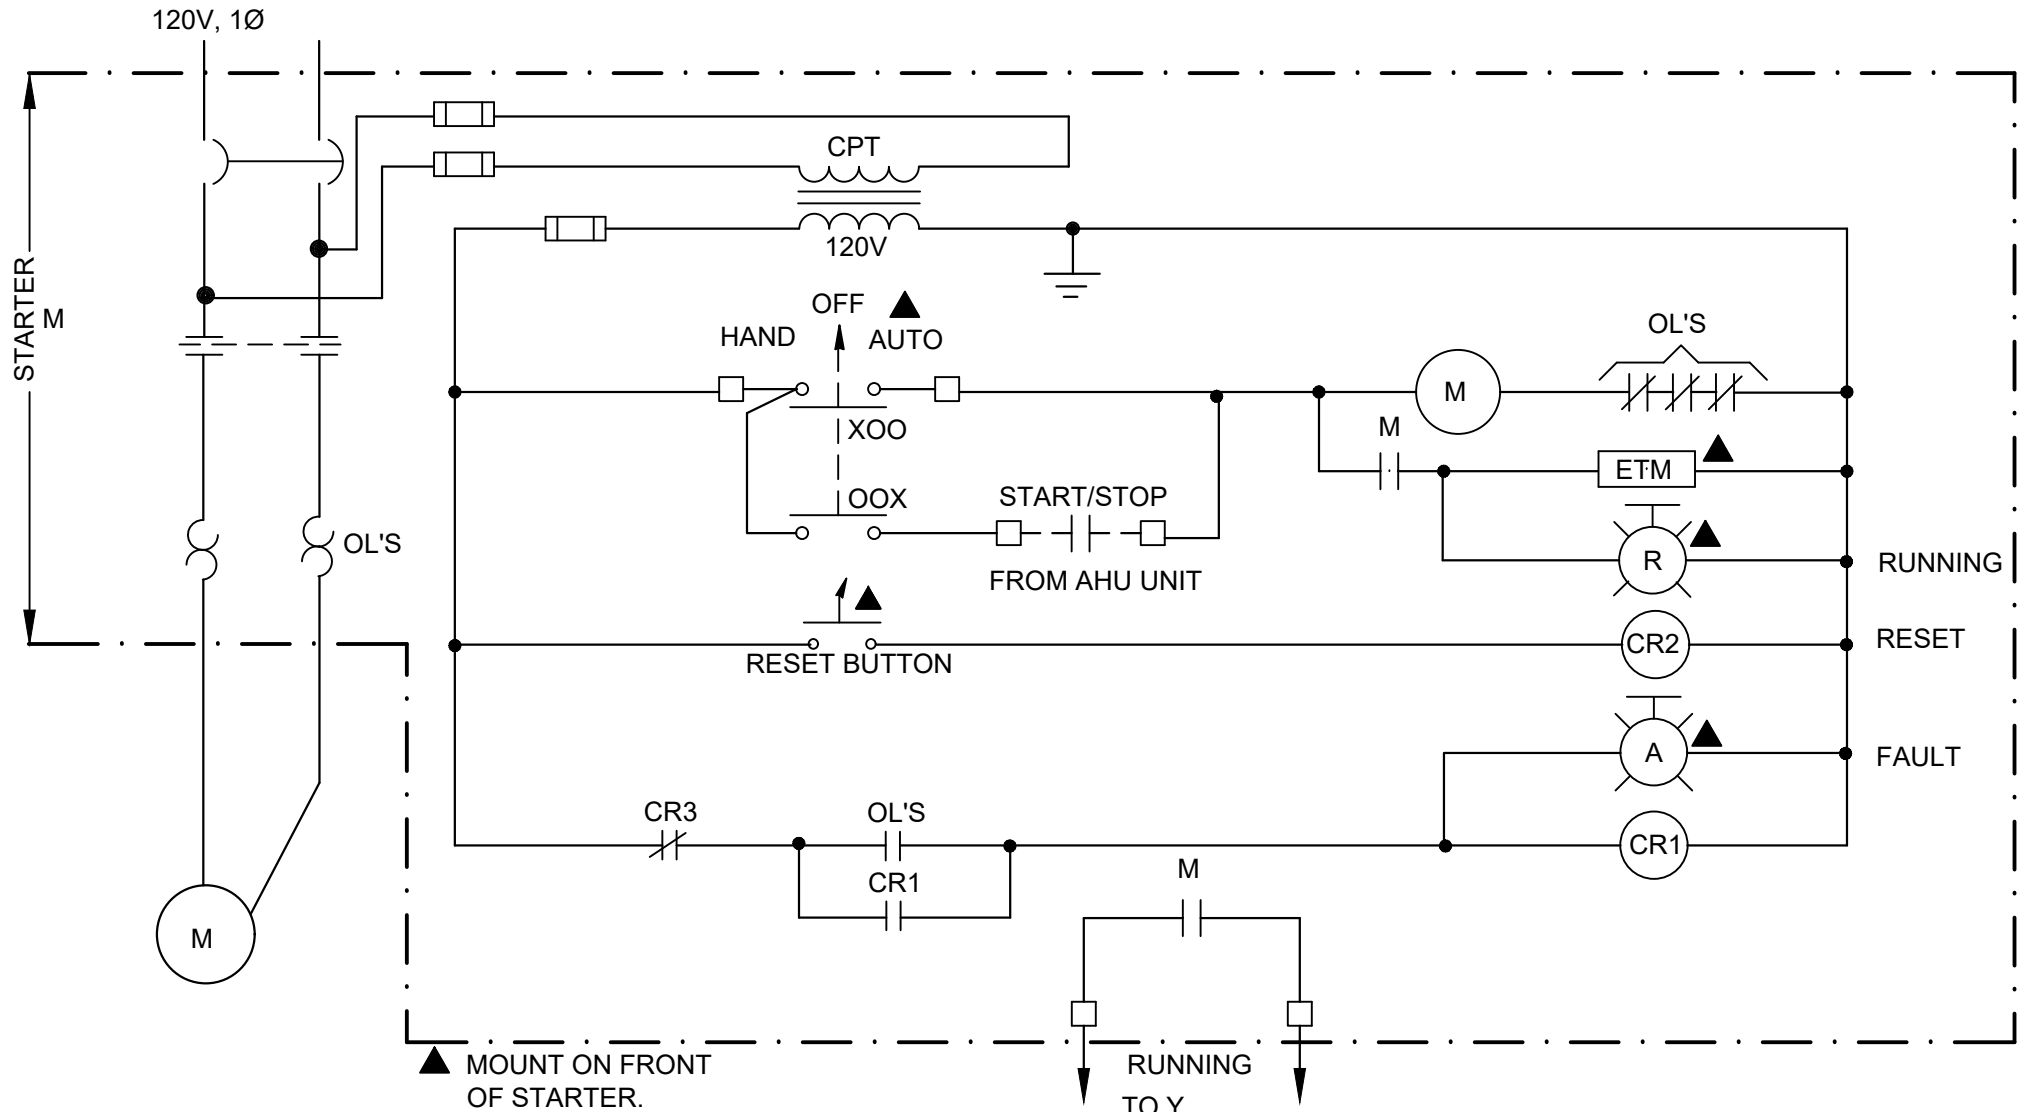 120V, 1Ø
CPT
120V
STARTER
M
OFF
HAND
AUTO
OL'S
XOO
M
M
OOX
START/STOP
ETM
OL'S
FROM AHU UNIT
R
RUNNING
RESET BUTTON
CR2
RESET
A
FAULT
CR3
OL'S
CR1
CR1
M
M
▲ MOUNT ON FRONT
OF STARTER.
RUNNING
TO Y